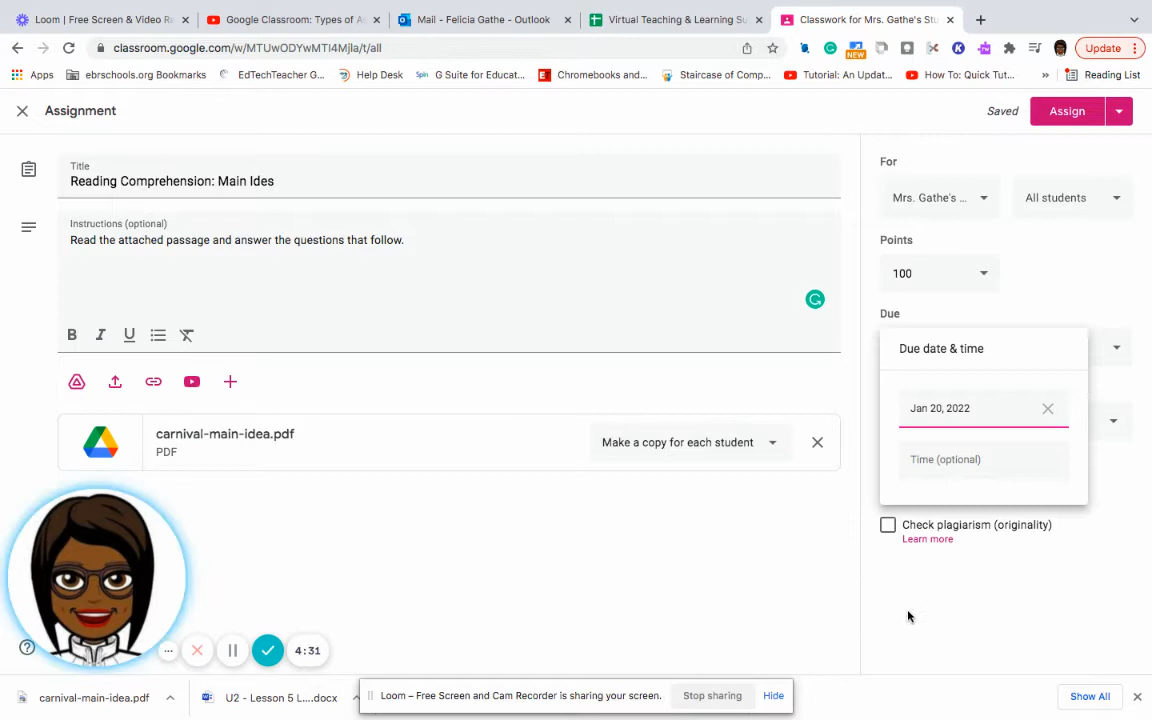 Loom | Free Screen & Video Re
Google Classroom: Types of As
Mail - Felicia Gathe - Outlook
Virtual Teaching & Learning Su
Classwork for Mrs. Gathe's Stu
classroom.google.com/w/MTUwODYwMTI4Mjla/t/all
NEW
Update
Apps
ebrschools.org Bookmarks
EdTechTeacher G...
Help Desk
Spin
G Suite for Educat...
Chromebooks and...
Staircase of Comp...
Tutorial: An Updat...
How To: Quick Tut...
»
Reading List
Assignment
Saved
Assign
Title
Reading Comprehension: Main Ides
Instructions (optional)
Read the attached passage and answer the questions that follow.
B I U
carnival-main-idea.pdf
PDF
Make a copy for each student
For
Mrs. Gathe's ...
All students
Points
100
Due
Due date & time
Jan 20, 2022
Time (optional)
Check plagiarism (originality)
Learn more
4:31
carnival-main-idea.pdf
U2 - Lesson 5 L....docx
Loom – Free Screen and Cam Recorder is sharing your screen.
Stop sharing
Hide
Show All